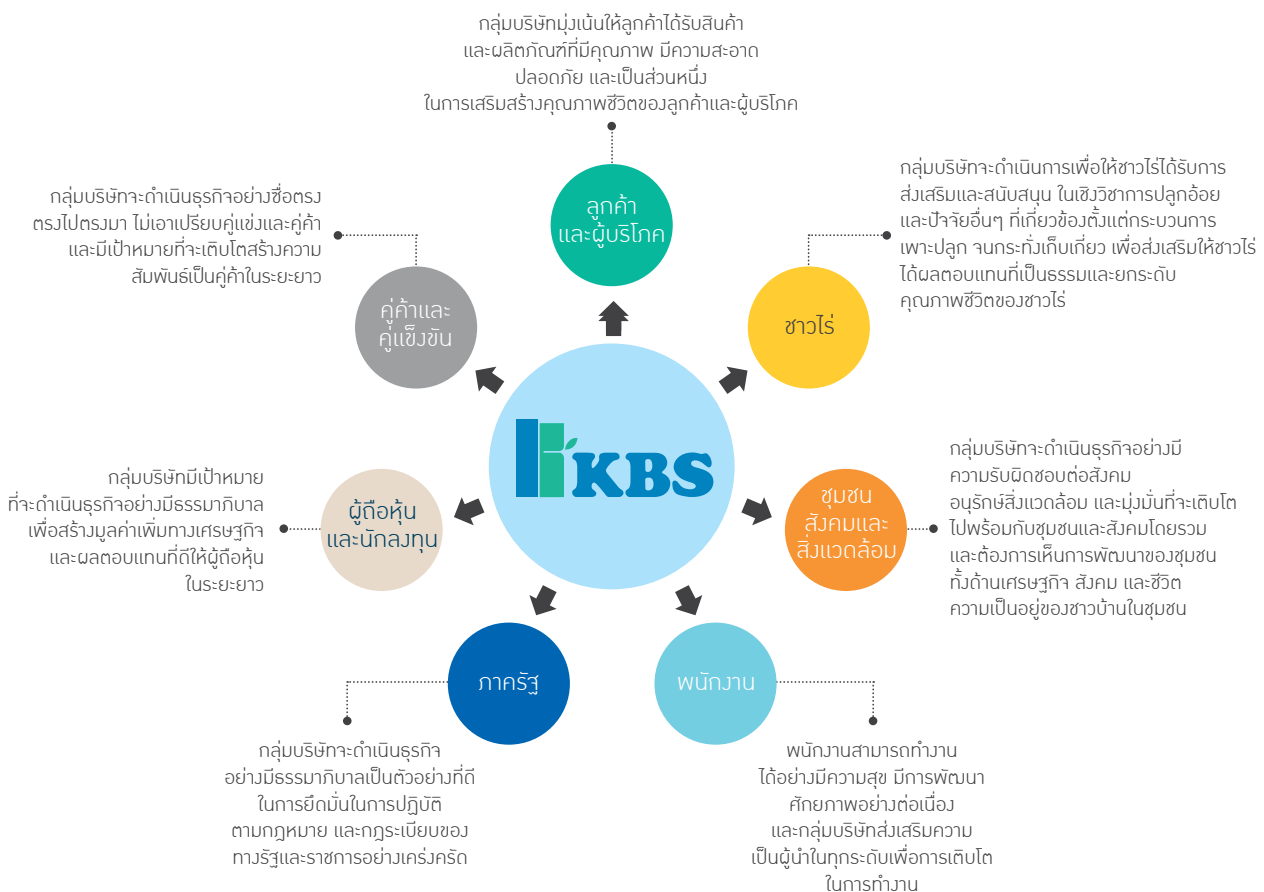 กลุ่มบริษัทมุ่งเน้นให้ลูกค้าได้รับสินค้า
และผลิตภัณฑ์ที่มีคุณภาพ มีความสะอาด
ปลอดภัย และเป็นส่วนหนึ่ง
ในการเสริมสร้างคุณภาพชีวิตของลูกค้าและผู้บริโภค
ลูกค้า
และผู้บริโภค
กลุ่มบริษัทจะดำเนินการเพื่อให้ชาวไร่ได้รับการ
ส่งเสริมและสนับสนุน ในเชิงวิชาการปลูกอ้อย
และปัจจัยอื่นๆ ที่เกี่ยวข้องตั้งแต่กระบวนการ
เพาะปลูก จนกระทั่งเก็บเกี่ยว เพื่อส่งเสริมให้ชาวไร่
ได้ผลตอบแทนที่เป็นธรรมและยกระดับ
คุณภาพชีวิตของชาวไร่
ชาวไร่
กลุ่มบริษัทจะดำเนินธุรกิจอย่างซื่อตรง
ตรงไปตรงมา ไม่เอาเปรียบคู่แข่งและคู่ค้า
และมีเป้าหมายที่จะเติบโตสร้างความ
สัมพันธ์เป็นคู่ค้าในระยะยาว
คู่ค้าและ
คู่แข็งขัน
KBS
กลุ่มบริษัทจะดำเนินธุรกิจอย่างมี
ความรับผิดชอบต่อสังคม
อนุรักษ์สิ่งแวดล้อม และมุ่งมั่นที่จะเติบโต
ไปพร้อมกับชุมชนและสังคมโดยรวม
และต้องการเห็นการพัฒนาของชุมชน
ทั้งด้านเศรษฐกิจ สังคม และชีวิต
ความเป็นอยู่ของชาวบ้านในชุมชน
ชุมชน
สังคมและ
สิ่งแวดล้อม
กลุ่มบริษัทมีเป้าหมาย
ที่จะดำเนินธุรกิจอย่างมีธรรมาภิบาล
เพื่อสร้างมูลค่าเพิ่มทางเศรษฐกิจ
และผลตอบแทนที่ดีให้ผู้ถือหุ้น
ในระยะยาว
ผู้ถือหุ้น
และนักลงทุน
ภาครัฐ
พนักงาน
กลุ่มบริษัทจะดำเนินธุรกิจ
อย่างมีธรรมาภิบาลเป็นตัวอย่างที่ดี
ในการยึดมั่นในการปฏิบัติ
ตามกฎหมาย และกฎระเบียบของ
ทางรัฐและราชการอย่างเคร่งครัด
พนักงานสามารถทำงาน
ได้อย่างมีความสุข มีการพัฒนา
ศักยภาพอย่างต่อเนื่อง
และกลุ่มบริษัทส่งเสริมความ
เป็นผู้นำในทุกระดับเพื่อการเติบโต
ในการทำงาน